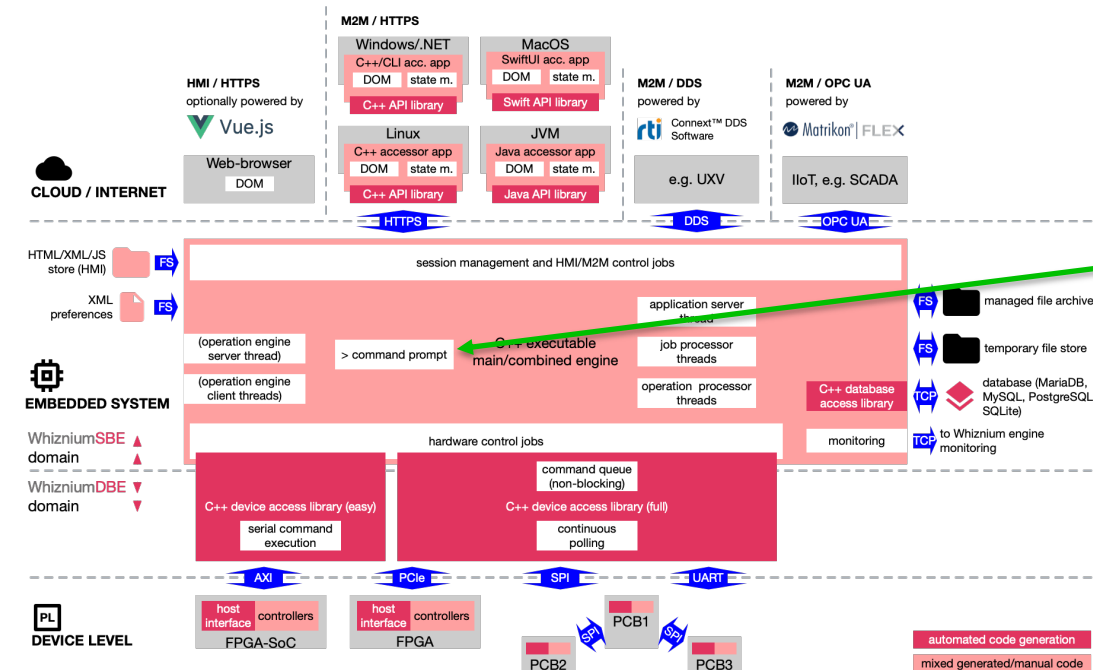 M2M / HTTPS
Windows/.NET
C++/CLI acc. app
DOM
state m.
C++ API library
MacOS
SwiftUI acc. app
DOM
state m.
Swift API library
HMI / HTTPS
optionally powered by
Vue.js
Web-browser
DOM
Linux
C++ accessor app
DOM
state m.
C++ API library
JVM
Java accessor app
DOM
state m.
Java API library
M2M / DDS
powered by
rti
Connext™ DDS
Software
e.g. UXV
M2M / OPC UA
powered by
Matrikon® | FLEX
IIoT, e.g. SCADA
CLOUD / INTERNET
HTTPS
DDS
OPC UA
HTML/XML/JS
store (HMI)
FS
XML
preferences
FS
session management and HMI/M2M control jobs
(operation engine
server thread)
(operation engine
client threads)
> command prompt
C++ executable
main/combined engine
application server
thread
job processor
threads
operation processor
threads
C++ database
access library
monitoring
FS
managed file archive
FS
temporary file store
TCP
database (MariaDB,
MySQL, PostgreSQL
SQLite)
TCP
to Whiznium engine
monitoring
EMBEDDED SYSTEM
WhizniumSBE
domain
WhizniumDBE
domain
hardware control jobs
C++ device access library (easy)
serial command
execution
command queue
(non-blocking)
C++ device access library (full)
continuous
polling
AXI
PCIe
SPI
UART
PL
DEVICE LEVEL
host
interface
controllers
FPGA-SoC
host
interface
controllers
FPGA
PCB1
SPI
SPI
PCB2
PCB3
automated code generation
mixed generated/manual code